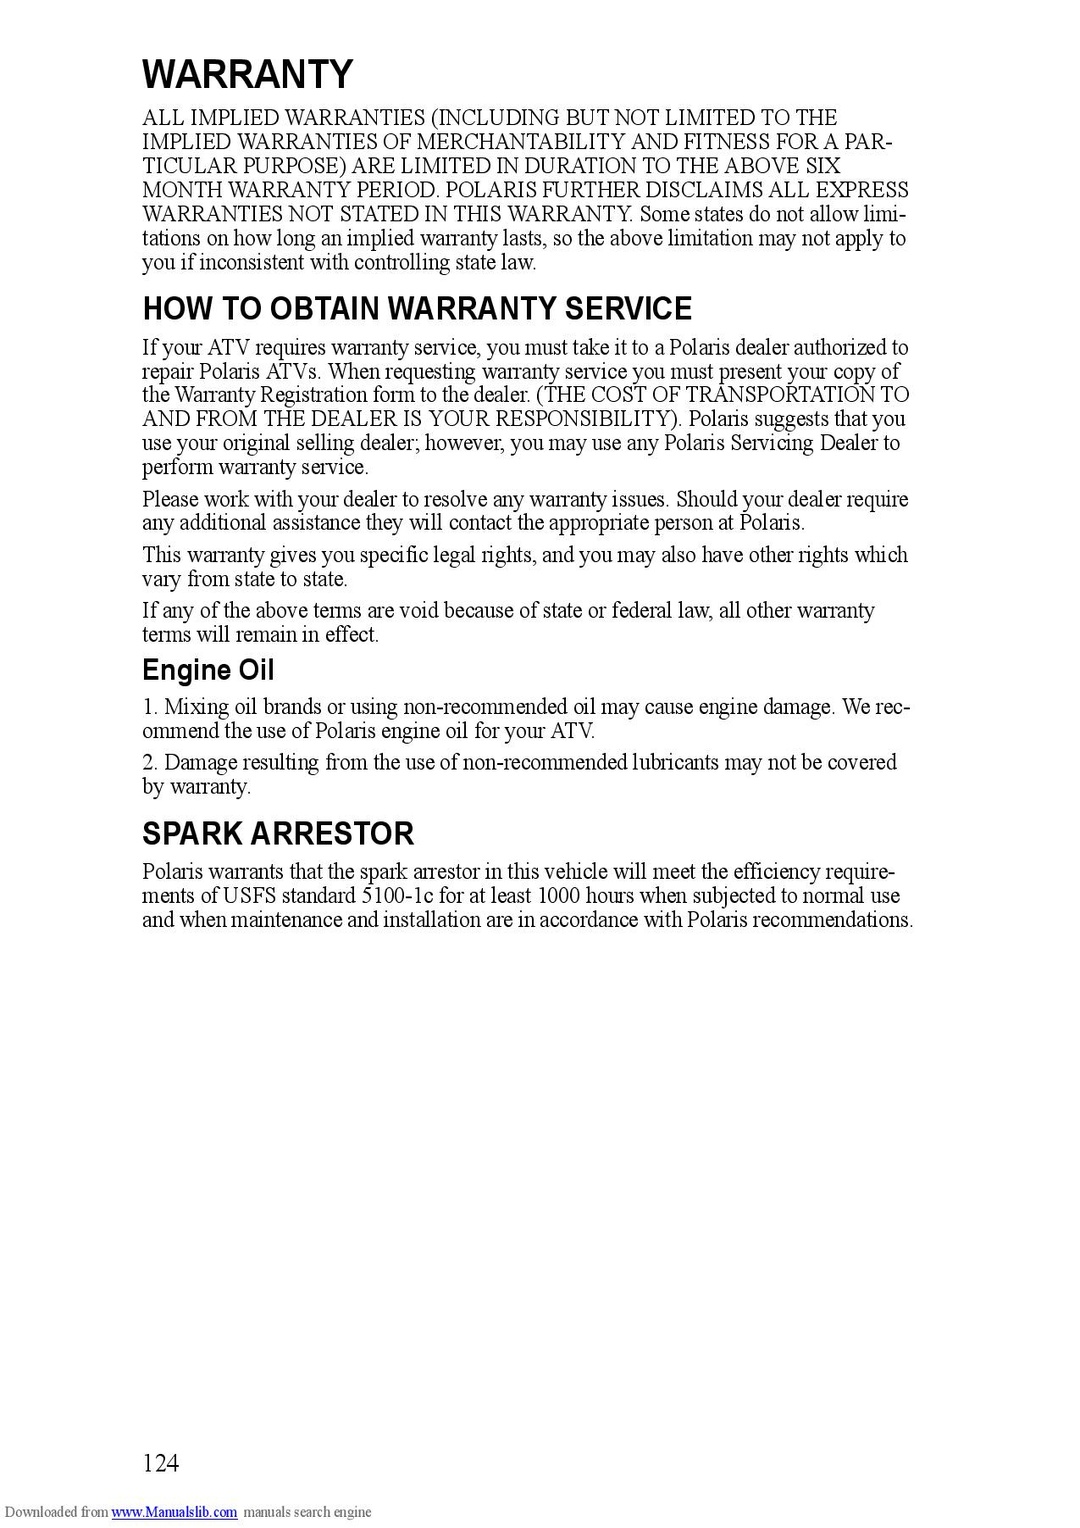 WARRANTY
ALL IMPLIED WARRANTIES (INCLUDING BUT NOT LIMITED TO THE
IMPLIED WARRANTIES OF MERCHANTABILITY AND FITNESS FOR A PAR-
TICULAR PURPOSE) ARE LIMITED IN DURATION TO THE ABOVE SIX
MONTH WARRANTY PERIOD. POLARIS FURTHER DISCLAIMS ALL EXPRESS
WARRANTIES NOT STATED IN THIS WARRANTY. Some states do not allow limi-
tations on how long an implied warranty lasts, so the above limitation may not apply to
you if inconsistent with controlling state law.
HOW TO OBTAIN WARRANTY SERVICE
If your ATV requires warranty service, you must take it to a Polaris dealer authorized to
repair Polaris ATVs. When requesting warranty service you must present your copy of
the Warranty Registration form to the dealer. (THE COST OF TRANSPORTATION TO
AND FROM THE DEALER IS YOUR RESPONSIBILITY). Polaris suggests that you
use your original selling dealer; however, you may use any Polaris Servicing Dealer to
perform warranty service.
Please work with your dealer to resolve any warranty issues. Should your dealer require
any additional assistance they will contact the appropriate person at Polaris.
This warranty gives you specific legal rights, and you may also have other rights which
vary from state to state.
If any of the above terms are void because of state or federal law, all other warranty
terms will remain in effect.
Engine Oil
1. Mixing oil brands or using non-recommended oil may cause engine damage. We rec-
ommend the use of Polaris engine oil for your ATV.
2. Damage resulting from the use of non-recommended lubricants may not be covered
by warranty.
SPARK ARRESTOR
Polaris warrants that the spark arrestor in this vehicle will meet the efficiency require-
ments of USFS standard 5100-1c for at least 1000 hours when subjected to normal use
and when maintenance and installation are in accordance with Polaris recommendations.
124
Downloaded from www.Manualslib.com manuals search engine